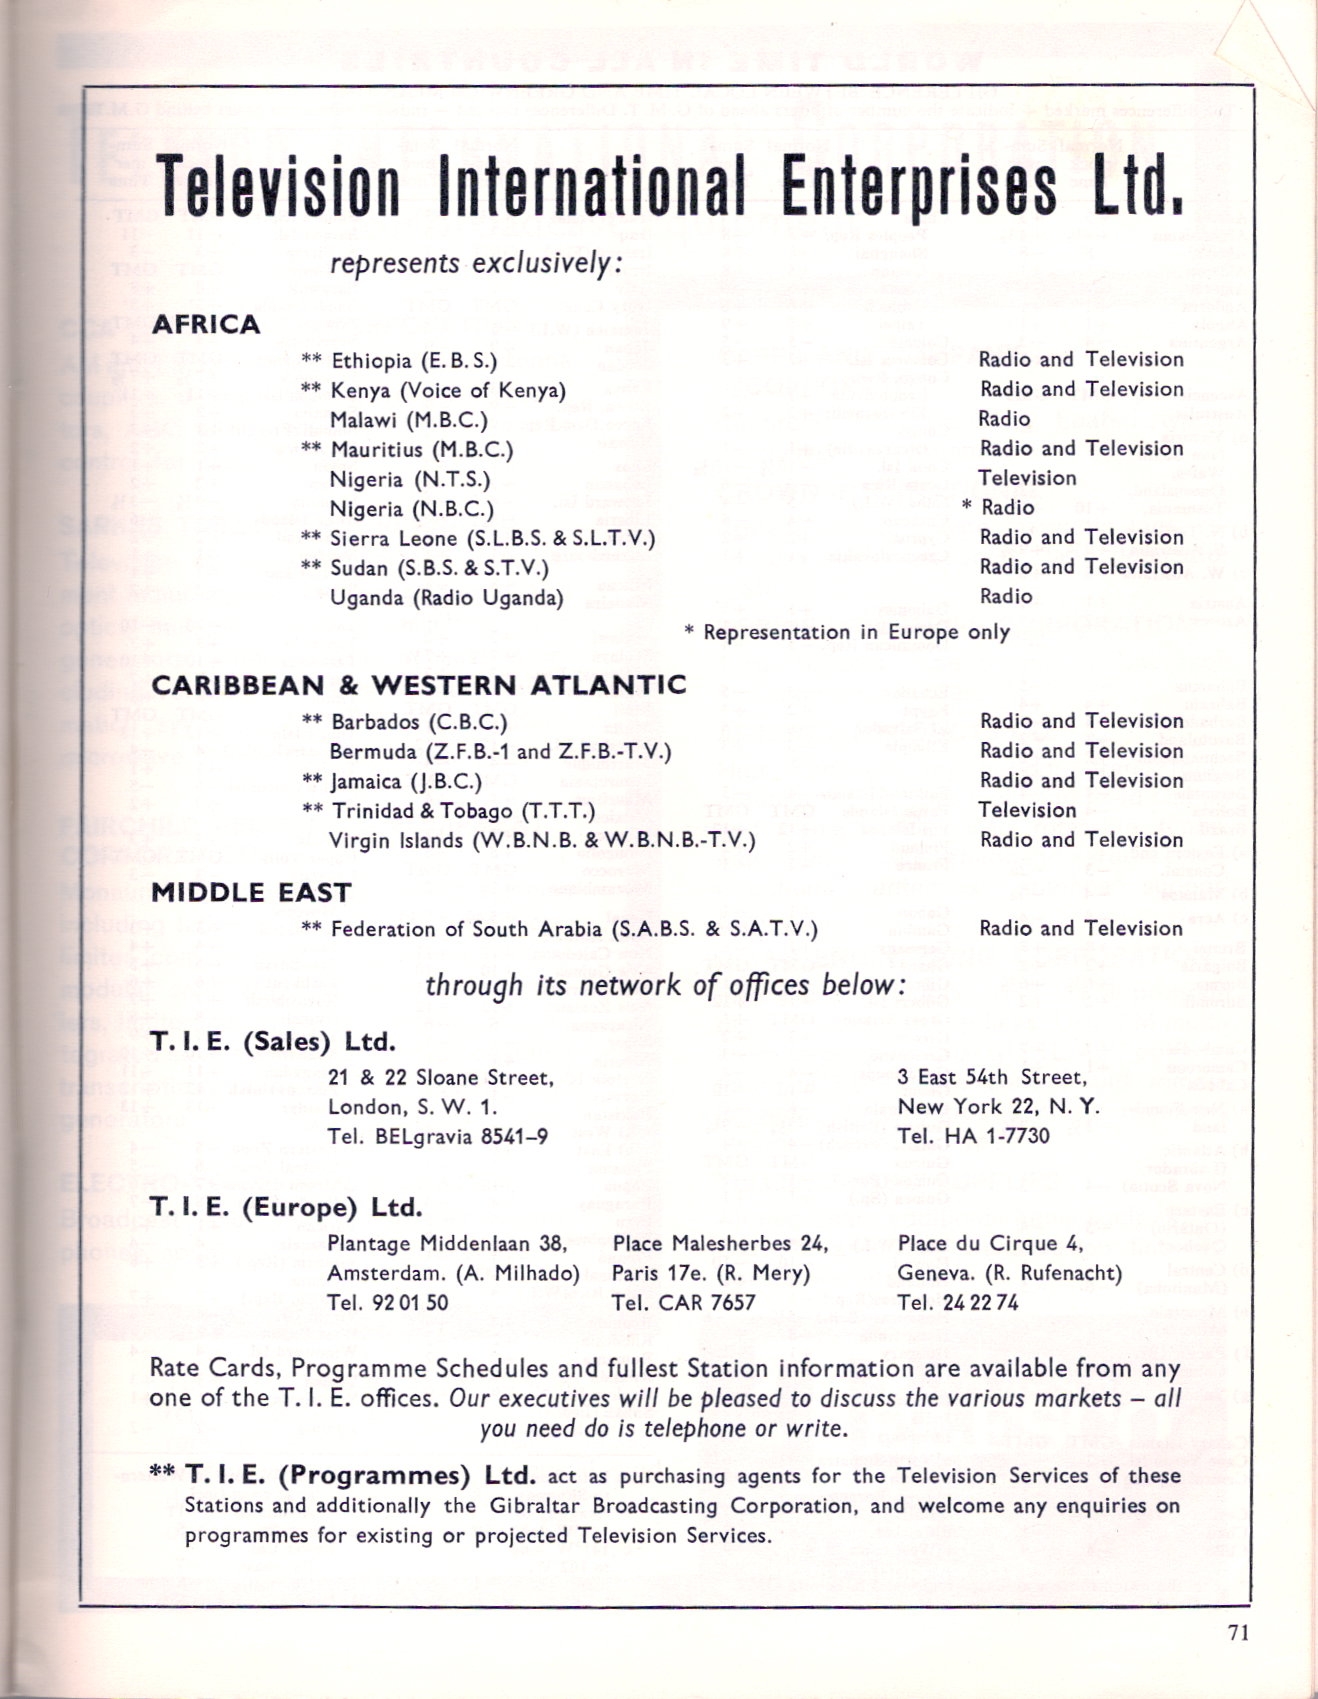 Television International Enterprises Ltd.
represents exclusively:
AFRICA
** Ethiopia (E.B.S.) Radio and Television
** Kenya (Voice of Kenya) Radio and Television
Malawi (M.B.C.) Radio
** Mauritius (M.B.C.) Radio and Television
Nigeria (N.T.S.) Television
Nigeria (N.B.C.) * Radio
** Sierra Leone (S.L.B.S. & S.L.T.V.) Radio and Television
** Sudan (S.B.S. & S.T.V.) Radio and Television
Uganda (Radio Uganda) Radio
* Representation in Europe only
CARIBBEAN & WESTERN ATLANTIC
** Barbados (C.B.C.) Radio and Television
Bermuda (Z.F.B.-1 and Z.F.B.-T.V.) Radio and Television
** Jamaica (J.B.C.) Radio and Television
** Trinidad & Tobago (T.T.T.) Television
Virgin Islands (W.B.N.B. & W.B.N.B.-T.V.) Radio and Television
MIDDLE EAST
** Federation of South Arabia (S.A.B.S. & S.A.T.V.) Radio and Television
through its network of offices below:
T. I. E. (Sales) Ltd.
21 & 22 Sloane Street, 3 East 54th Street,
London, S. W. 1. New York 22, N. Y.
Tel. BELgravia 8541–9 Tel. HA 1-7730
T. I. E. (Europe) Ltd.
Plantage Middenlaan 38, Place Malesherbes 24, Place du Cirque 4,
Amsterdam. (A. Milhado) Paris 17e. (R. Mery) Geneva. (R. Rufenacht)
Tel. 92 01 50 Tel. CAR 7657 Tel. 24 22 74
Rate Cards, Programme Schedules and fullest Station information are available from any
one of the T. I. E. offices. Our executives will be pleased to discuss the various markets – all
you need do is telephone or write.
** T. I. E. (Programmes) Ltd. act as purchasing agents for the Television Services of these
Stations and additionally the Gibraltar Broadcasting Corporation, and welcome any enquiries on
programmes for existing or projected Television Services.
71